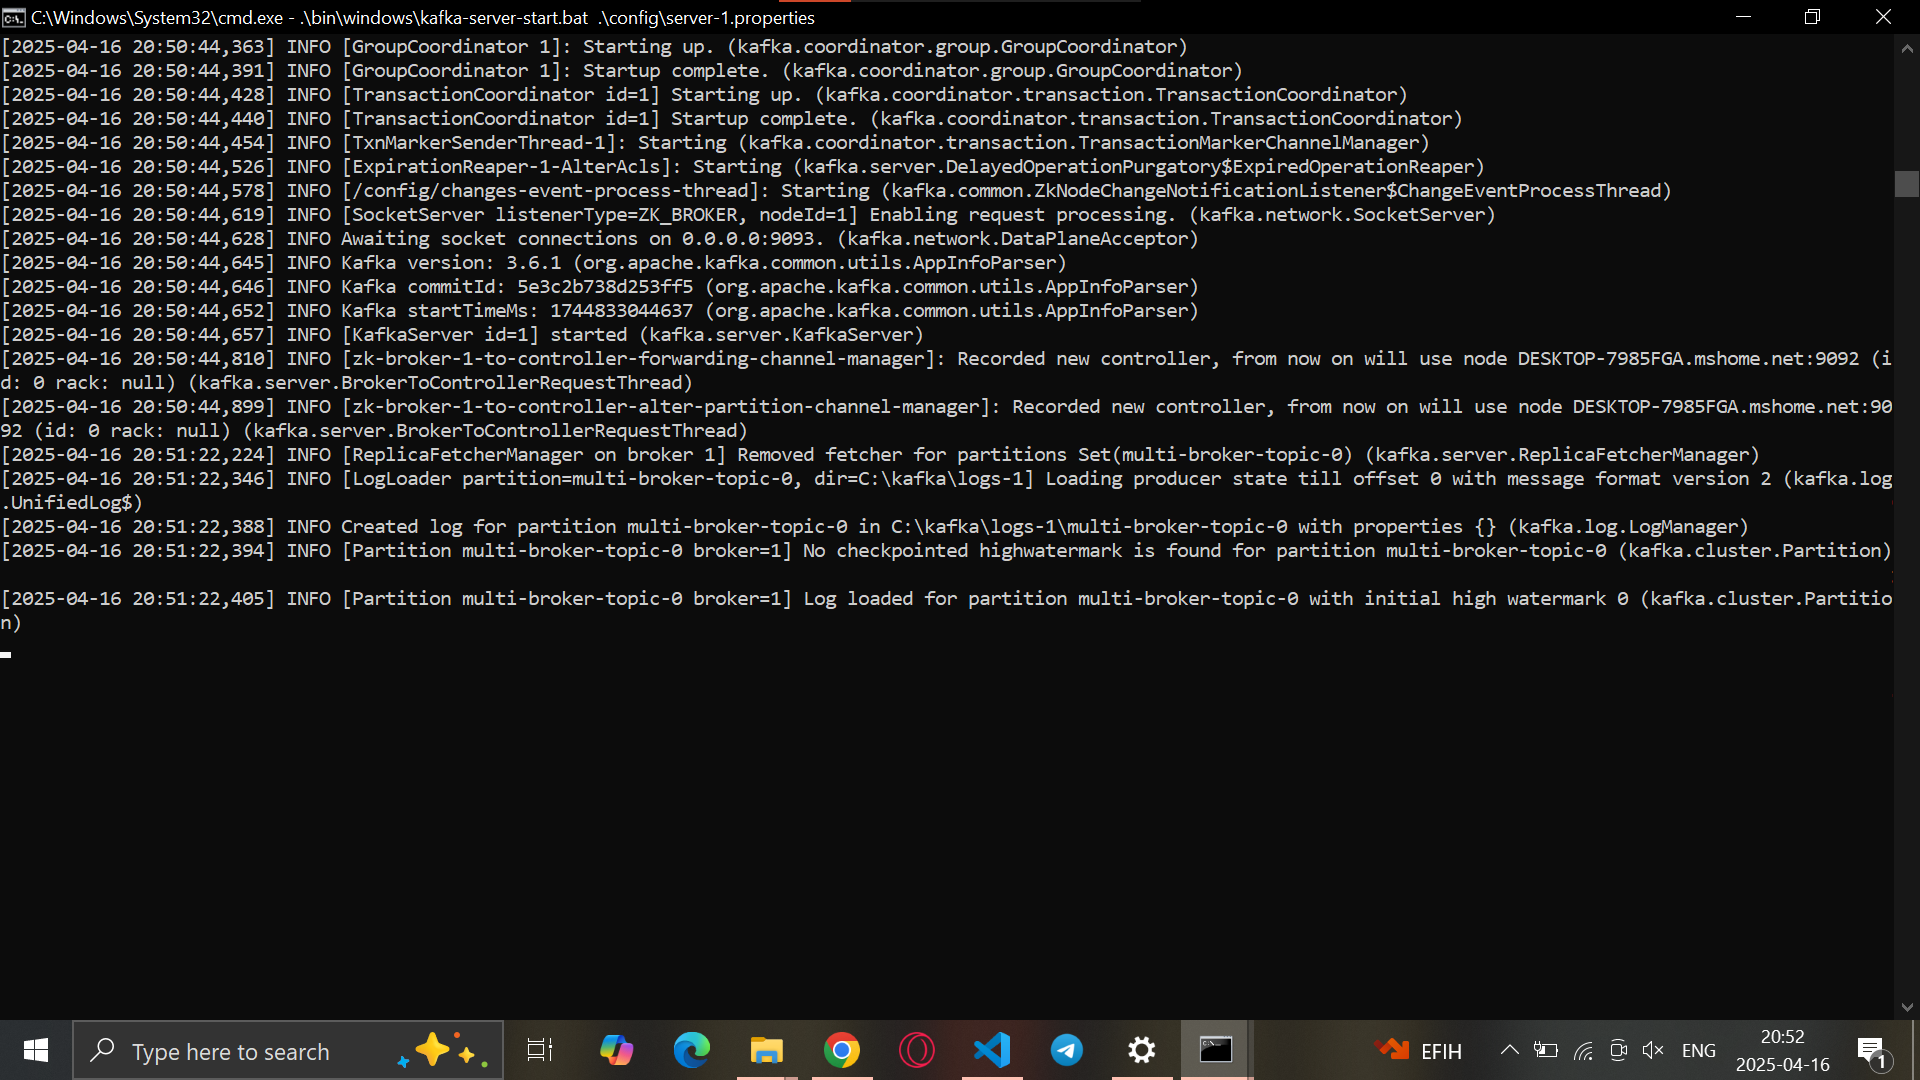 C:\Windows\System32\cmd.exe - .\bin\windows\kafka-server-start.bat .\config\server-1.properties
[2025-04-16 20:50:44,363] INFO [GroupCoordinator 1]: Starting up. (kafka.coordinator.group.GroupCoordinator)
[2025-04-16 20:50:44,391] INFO [GroupCoordinator 1]: Startup complete. (kafka.coordinator.group.GroupCoordinator)
[2025-04-16 20:50:44,428] INFO [TransactionCoordinator id=1] Starting up. (kafka.coordinator.transaction.TransactionCoordinator)
[2025-04-16 20:50:44,440] INFO [TransactionCoordinator id=1] Startup complete. (kafka.coordinator.transaction.TransactionCoordinator)
[2025-04-16 20:50:44,454] INFO [TxnMarkerSenderThread-1]: Starting (kafka.coordinator.transaction.TransactionMarkerChannelManager)
[2025-04-16 20:50:44,526] INFO [ExpirationReaper-1-AlterAcls]: Starting (kafka.server.DelayedOperationPurgatory$ExpiredOperationReaper)
[2025-04-16 20:50:44,578] INFO [/config/changes-event-process-thread]: Starting (kafka.common.ZkNodeChangeNotificationListener$ChangeEventProcessThread)
[2025-04-16 20:50:44,619] INFO [SocketServer listenerType=ZK_BROKER, nodeId=1] Enabling request processing. (kafka.network.SocketServer)
[2025-04-16 20:50:44,628] INFO Awaiting socket connections on 0.0.0.0:9093. (kafka.network.DataPlaneAcceptor)
[2025-04-16 20:50:44,645] INFO Kafka version: 3.6.1 (org.apache.kafka.common.utils.AppInfoParser)
[2025-04-16 20:50:44,646] INFO Kafka commitId: 5e3c2b738d253ff5 (org.apache.kafka.common.utils.AppInfoParser)
[2025-04-16 20:50:44,652] INFO Kafka startTimeMs: 1744833044637 (org.apache.kafka.common.utils.AppInfoParser)
[2025-04-16 20:50:44,657] INFO [KafkaServer id=1] started (kafka.server.KafkaServer)
[2025-04-16 20:50:44,810] INFO [zk-broker-1-to-controller-forwarding-channel-manager]: Recorded new controller, from now on will use node DESKTOP-7985FGA.mshome.net:9092 (i
d: 0 rack: null) (kafka.server.BrokerToControllerRequestThread)
[2025-04-16 20:50:44,899] INFO [zk-broker-1-to-controller-alter-partition-channel-manager]: Recorded new controller, from now on will use node DESKTOP-7985FGA.mshome.net:90
92 (id: 0 rack: null) (kafka.server.BrokerToControllerRequestThread)
[2025-04-16 20:51:22,224] INFO [ReplicaFetcherManager on broker 1] Removed fetcher for partitions Set(multi-broker-topic-0) (kafka.server.ReplicaFetcherManager)
[2025-04-16 20:51:22,346] INFO [LogLoader partition=multi-broker-topic-0, dir=C:\kafka\logs-1] Loading producer state till offset 0 with message format version 2 (kafka.log
.UnifiedLog$)
[2025-04-16 20:51:22,388] INFO Created log for partition multi-broker-topic-0 in C:\kafka\logs-1\multi-broker-topic-0 with properties {} (kafka.log.LogManager)
[2025-04-16 20:51:22,394] INFO [Partition multi-broker-topic-0 broker=1] No checkpointed highwatermark is found for partition multi-broker-topic-0 (kafka.cluster.Partition)
[2025-04-16 20:51:22,405] INFO [Partition multi-broker-topic-0 broker=1] Log loaded for partition multi-broker-topic-0 with initial high watermark 0 (kafka.cluster.Partitio
n)
Type here to search
EFIH
ENG
20:52
2025-04-16
1